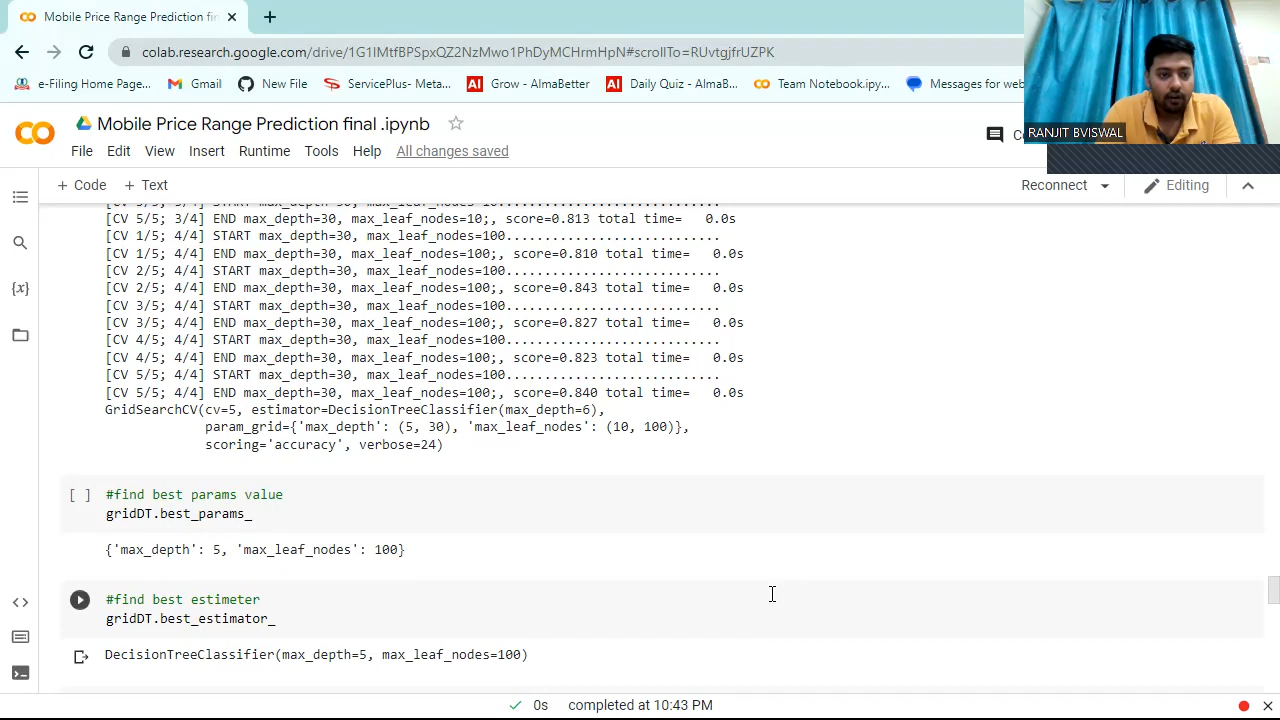 Mobile Price Range Prediction fin
colab.research.google.com/drive/1G1IMtfBPSpxQZ2NzMwo1PhDyMCHrmHpN#scrollTo=RUvtgjfrUZPK
e-Filing Home Page... Gmail New File ServicePlus- Meta... AI Grow - AlmaBetter AI Daily Quiz - AlmaB... Team Notebook.ipy... Messages for web
RANJIT BVISWAL
Mobile Price Range Prediction final .ipynb
File Edit View Insert Runtime Tools Help All changes saved
+ Code + Text Reconnect Editing
[CV 5/5; 3/4] END max_depth=30, max_leaf_nodes=10;, score=0.813 total time= 0.0s
[CV 1/5; 4/4] START max_depth=30, max_leaf_nodes=100............................
[CV 1/5; 4/4] END max_depth=30, max_leaf_nodes=100;, score=0.810 total time= 0.0s
[CV 2/5; 4/4] START max_depth=30, max_leaf_nodes=100............................
[CV 2/5; 4/4] END max_depth=30, max_leaf_nodes=100;, score=0.843 total time= 0.0s
[CV 3/5; 4/4] START max_depth=30, max_leaf_nodes=100............................
[CV 3/5; 4/4] END max_depth=30, max_leaf_nodes=100;, score=0.827 total time= 0.0s
[CV 4/5; 4/4] START max_depth=30, max_leaf_nodes=100............................
[CV 4/5; 4/4] END max_depth=30, max_leaf_nodes=100;, score=0.823 total time= 0.0s
[CV 5/5; 4/4] START max_depth=30, max_leaf_nodes=100............................
[CV 5/5; 4/4] END max_depth=30, max_leaf_nodes=100;, score=0.840 total time= 0.0s
GridSearchCV(cv=5, estimator=DecisionTreeClassifier(max_depth=6),
param_grid={'max_depth': (5, 30), 'max_leaf_nodes': (10, 100)},
scoring='accuracy', verbose=24)
[ ] #find best params value
gridDT.best_params_
{'max_depth': 5, 'max_leaf_nodes': 100}
#find best estimeter
gridDT.best_estimator_
DecisionTreeClassifier(max_depth=5, max_leaf_nodes=100)
0s completed at 10:43 PM